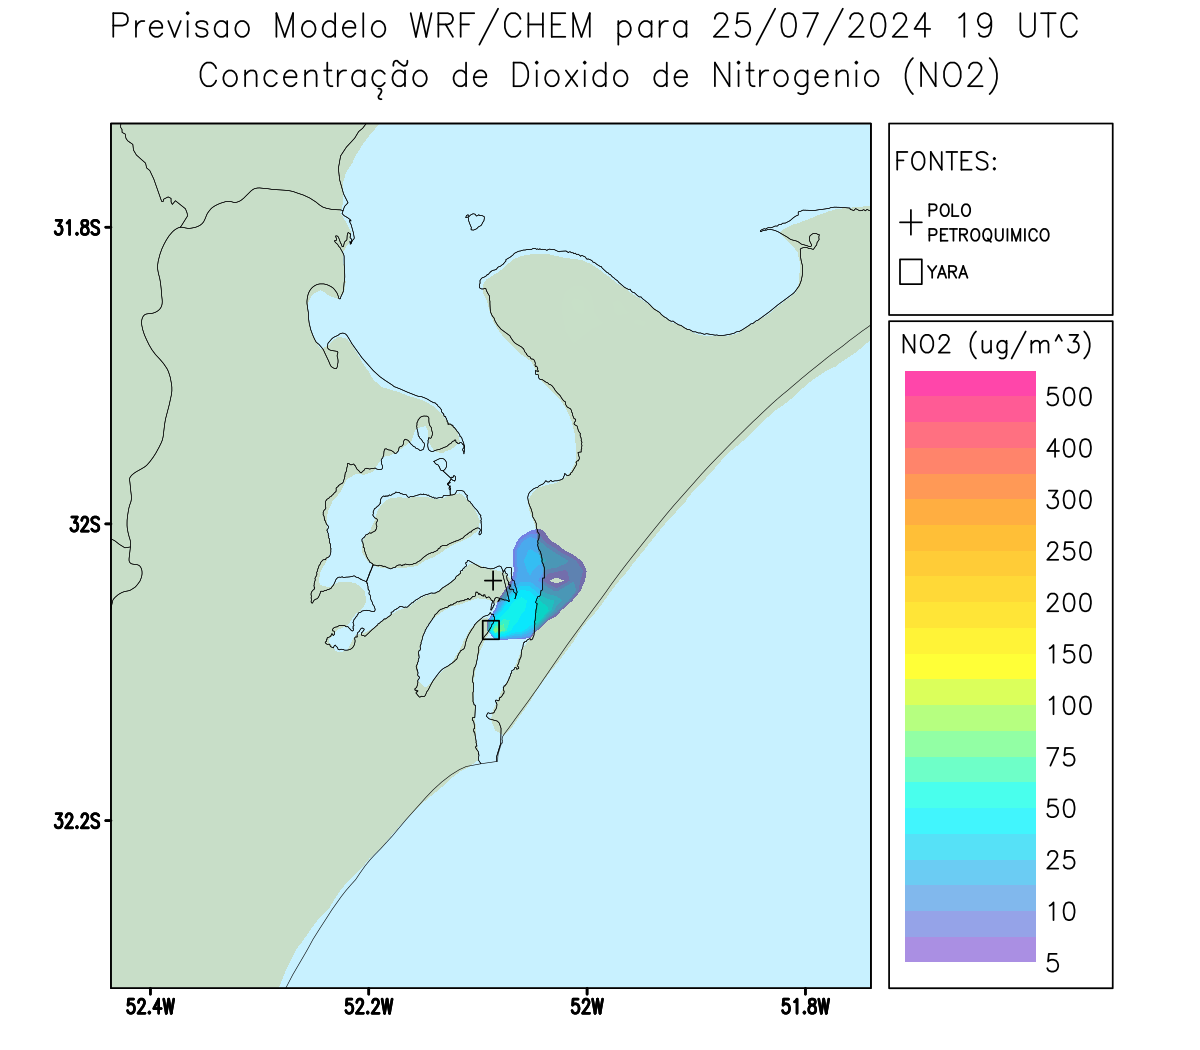 Previsao Modelo WRF/CHEM para 25/07/2024 19 UTC
Concentração de Dioxido de Nitrogenio (NO2)
FONTES:
POLO
PETROQUIMICO
YARA
31.8S
32S
32.2S
52.4W
52.2W
52W
51.8W
NO2 (ug/m^3)
500
400
300
250
200
150
100
75
50
25
10
5